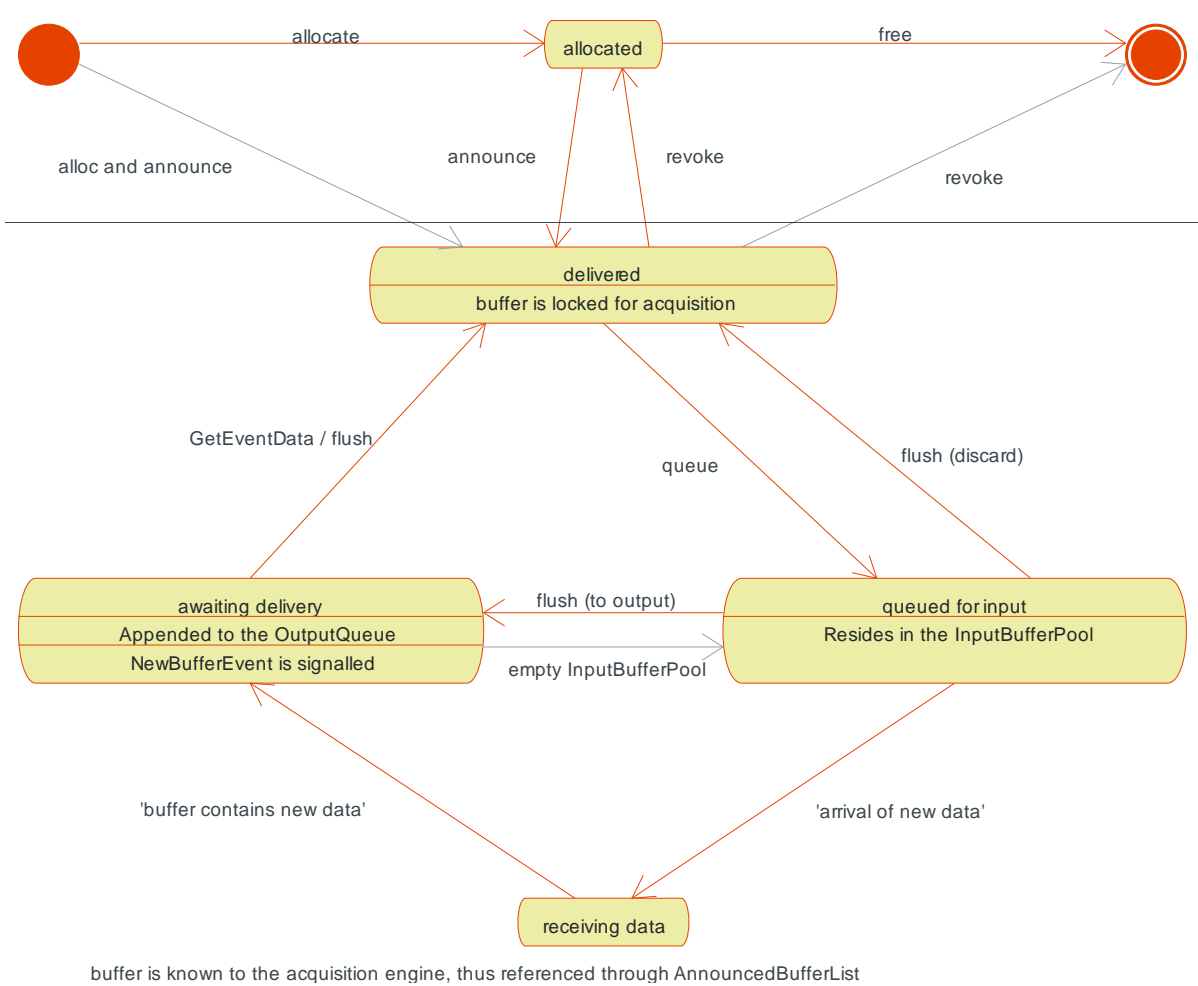 allocate
allocated
free
alloc and announce
announce
revoke
revoke
delivered
buffer is locked for acquisition
GetEventData / flush
queue
flush (discard)
awaiting delivery
Appended to the OutputQueue
NewBufferEvent is signalled
flush (to output)
empty InputBufferPool
queued for input
Resides in the InputBufferPool
'buffer contains new data'
'arrival of new data'
receiving data
buffer is known to the acquisition engine, thus referenced through AnnouncedBufferList